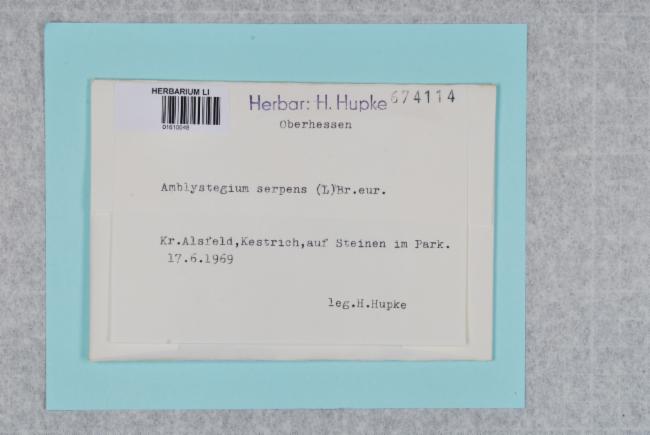 HERBARIUM LI
01610048
Herbar: H. Hupke 674114
Oberhessen
Amblystegium serpens (L)Br.eur.
Kr.Alsfeld,Kestrich,auf Steinen im Park.
17.6.1969
leg.H.Hupke